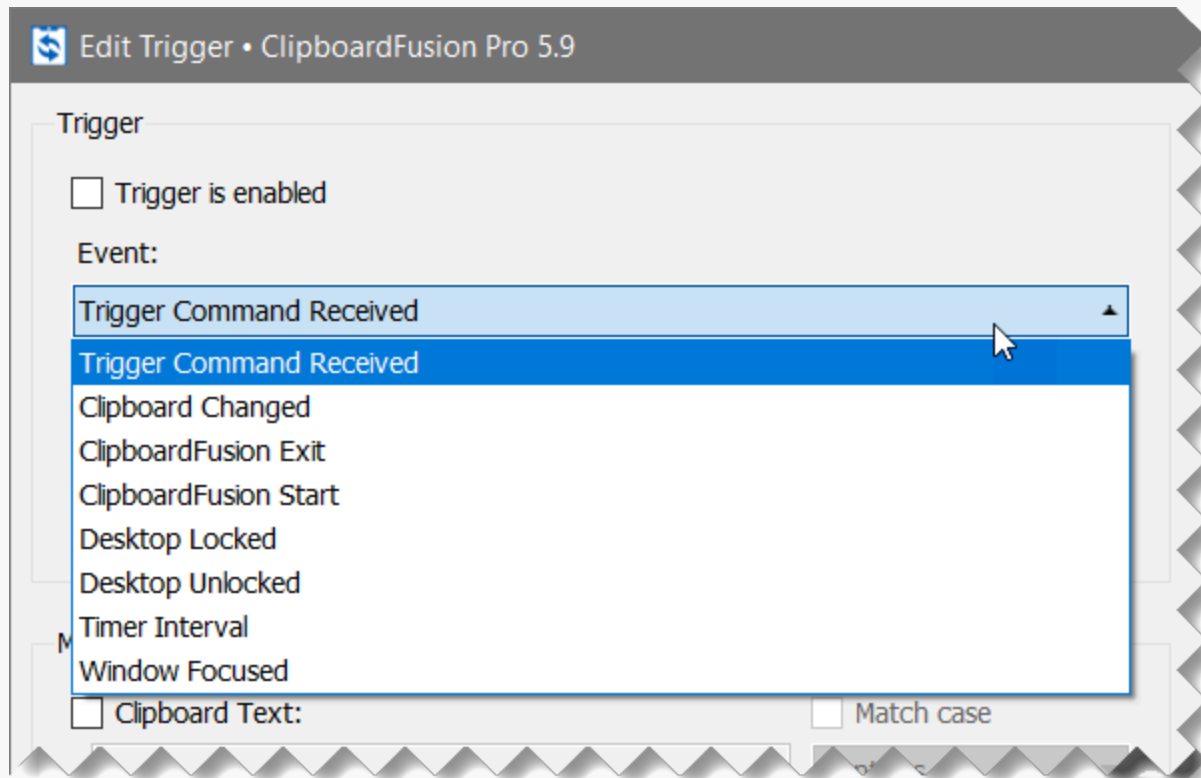 Edit Trigger • ClipboardFusion Pro 5.9
Trigger
Trigger is enabled
Event:
Trigger Command Received
Trigger Command Received
Clipboard Changed
ClipboardFusion Exit
ClipboardFusion Start
Desktop Locked
Desktop Unlocked
Timer Interval
Window Focused
Clipboard Text:
Match case